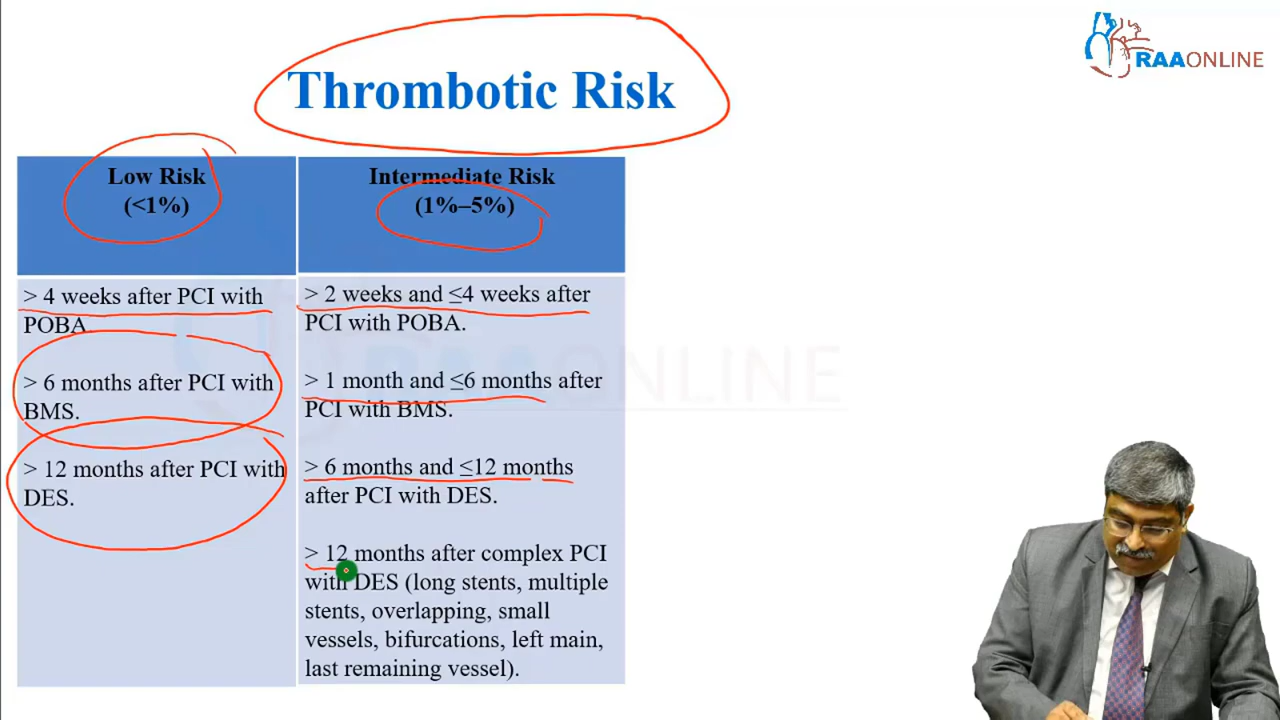 RAAONLINE
Thrombotic Risk
Low Risk
(<1%)
Intermediate Risk
(1%–5%)
> 4 weeks after PCI with
POBA.
> 6 months after PCI with
BMS.
> 12 months after PCI with
DES.
> 2 weeks and ≤4 weeks after
PCI with POBA.
> 1 month and ≤6 months after
PCI with BMS.
> 6 months and ≤12 months
after PCI with DES.
> 12 months after complex PCI
with DES (long stents, multiple
stents, overlapping, small
vessels, bifurcations, left main,
last remaining vessel).
RAAONLINE